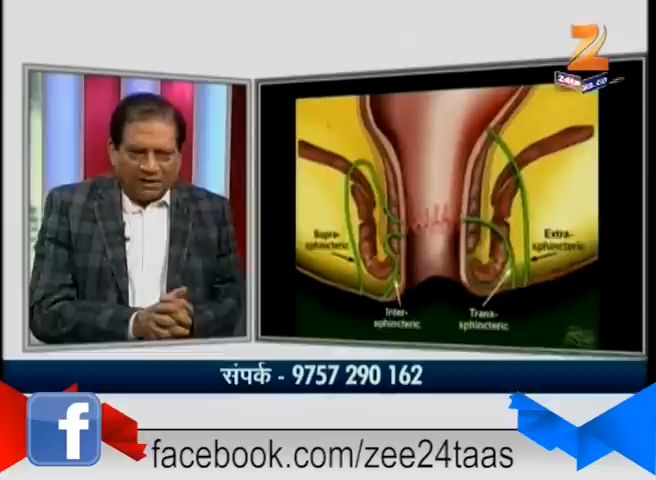 Supra-
sphincteric
Extra-
sphincteric
Inter-
sphincteric
Trans-
sphincteric
संपर्क - 9757 290 162
f
facebook.com/zee24taas